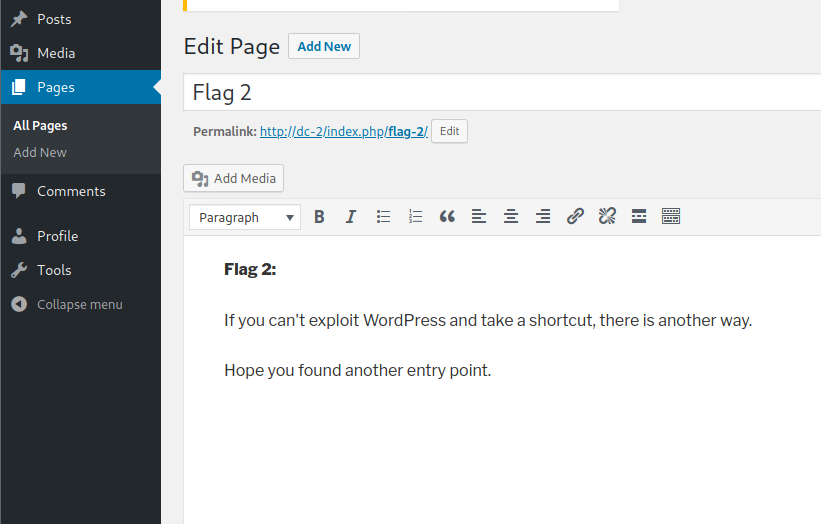 Posts
Media
Pages
All Pages
Add New
Comments
Profile
Tools
Collapse menu
Edit Page Add New
Flag 2
Permalink: http://dc-2/index.php/flag-2/ Edit
Add Media
Paragraph B I
Flag 2:
If you can't exploit WordPress and take a shortcut, there is another way.
Hope you found another entry point.